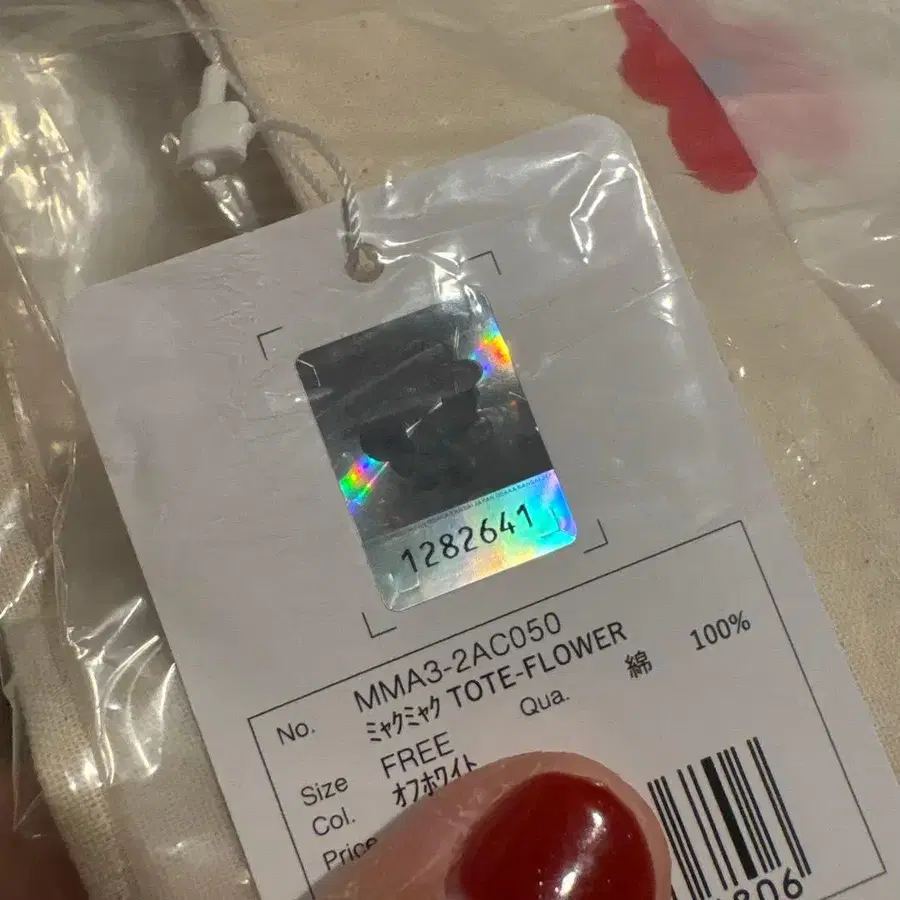 1282641
No. MMA3-2AC050
ミャクミャク TOTE-FLOWER
Size FREE Qua. 綿 100%
Col. オフホワイト
Price
806